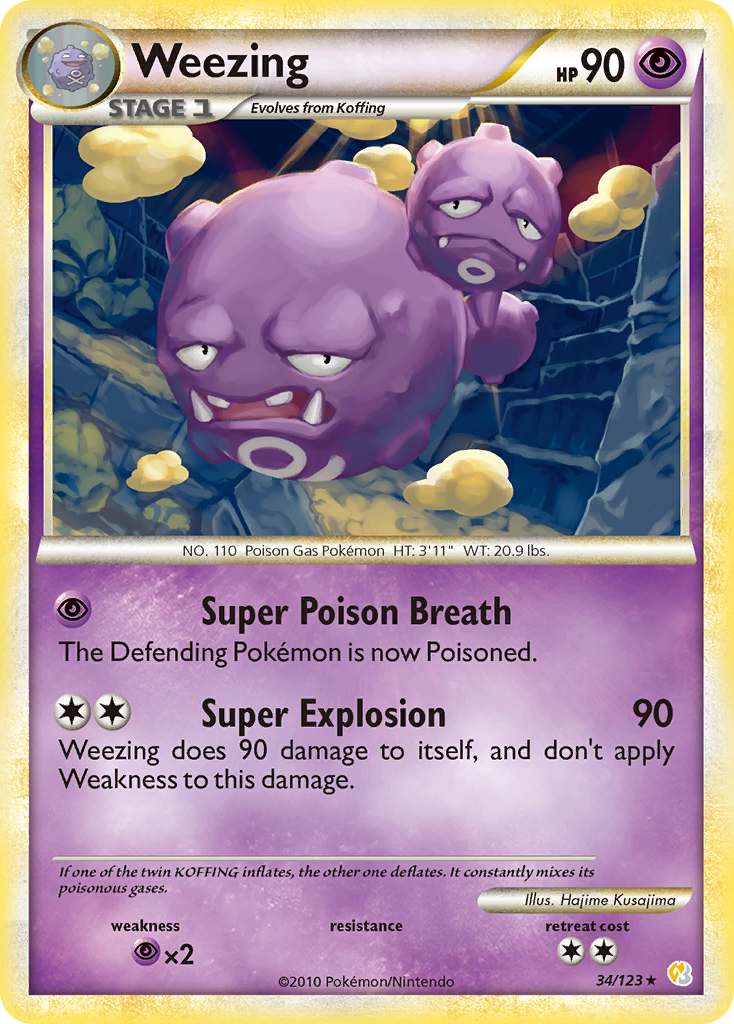 Weezing
HP 90
STAGE 1
Evolves from Koffing
NO. 110 Poison Gas Pokémon HT: 3'11" WT: 20.9 lbs.
Super Poison Breath
The Defending Pokémon is now Poisoned.
Super Explosion 90
Weezing does 90 damage to itself, and don't apply
Weakness to this damage.
If one of the twin KOFFING inflates, the other one deflates. It constantly mixes its
poisonous gases.
Illus. Hajime Kusajima
weakness resistance retreat cost
×2
©2010 Pokémon/Nintendo
34/123 ★